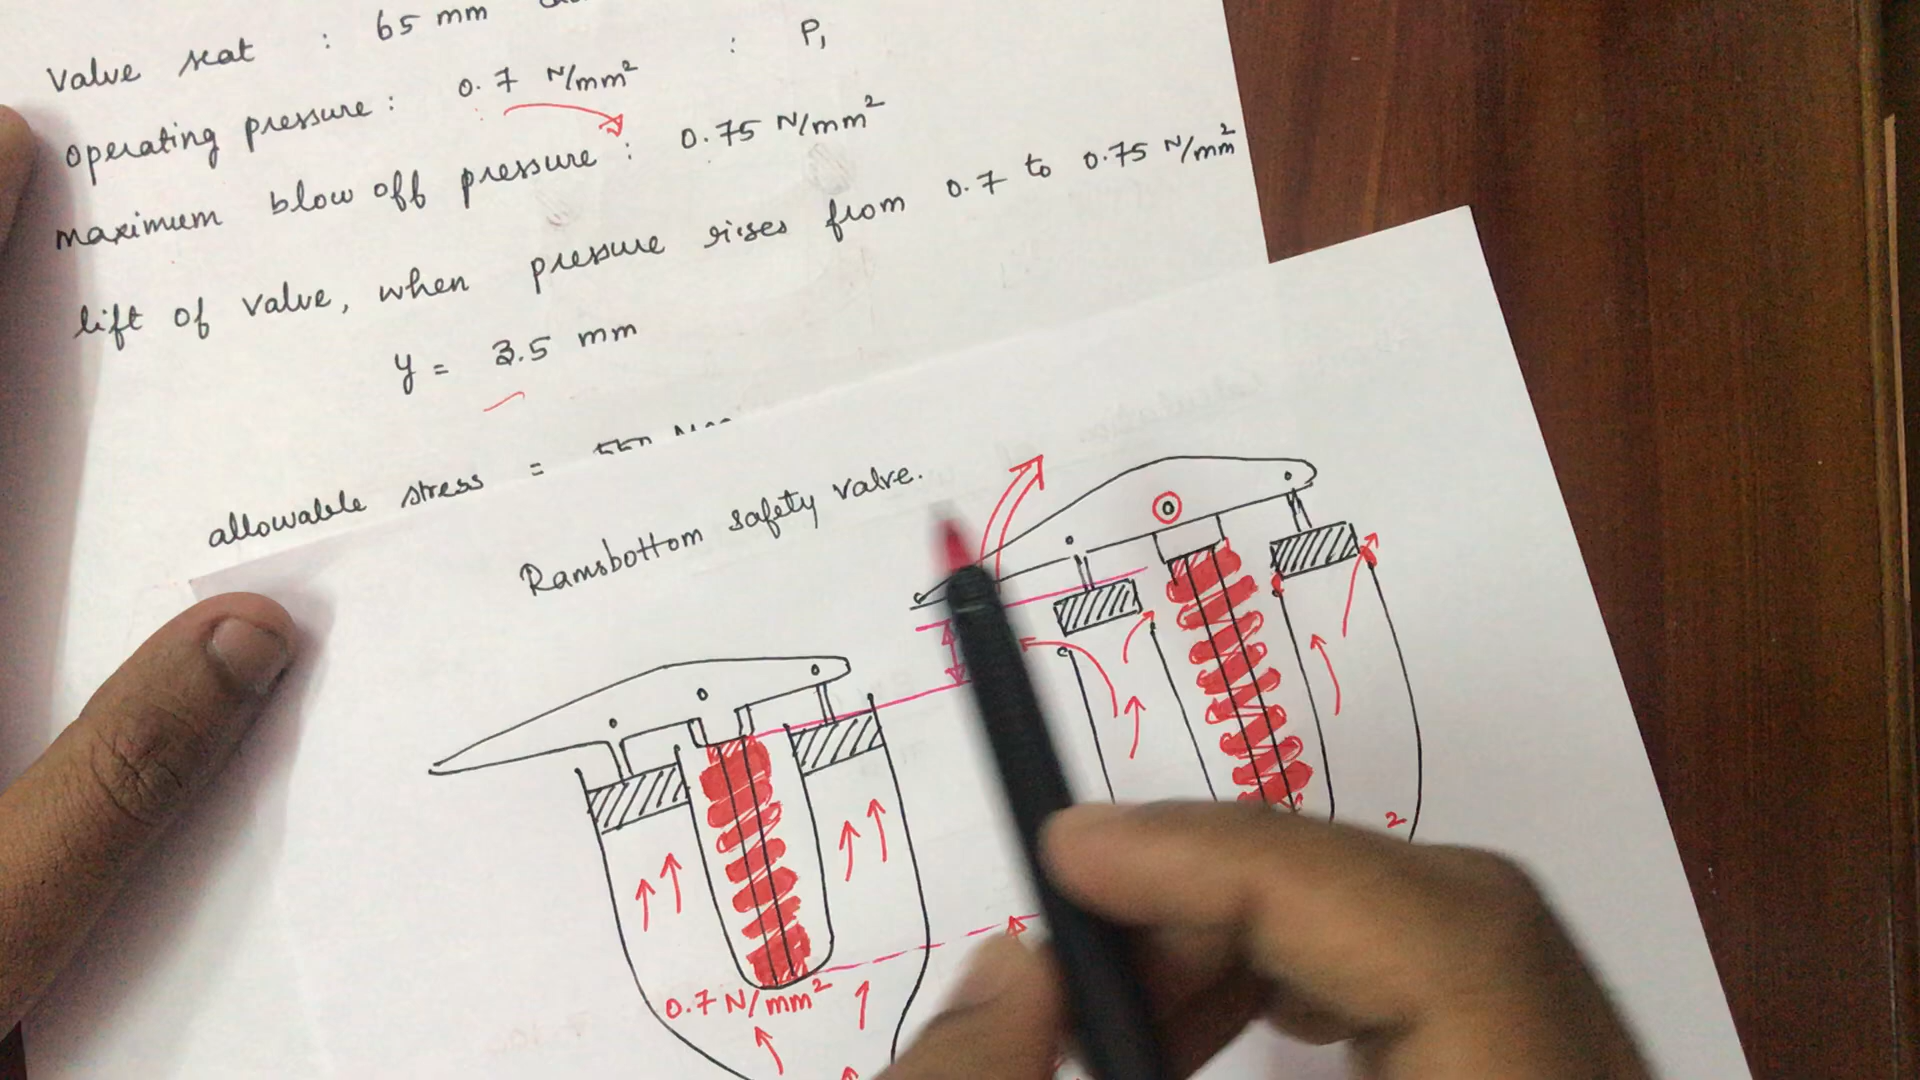 Valve seat : 65 mm
operating pressure : 0.7 N/mm² : P₁
maximum blow off pressure : 0.75 N/mm²
lift of valve, when pressure rises from 0.7 to 0.75 N/mm²
y = 3.5 mm
allowable stress =
Ramsbottom safety valve.
0.7 N/mm²
2